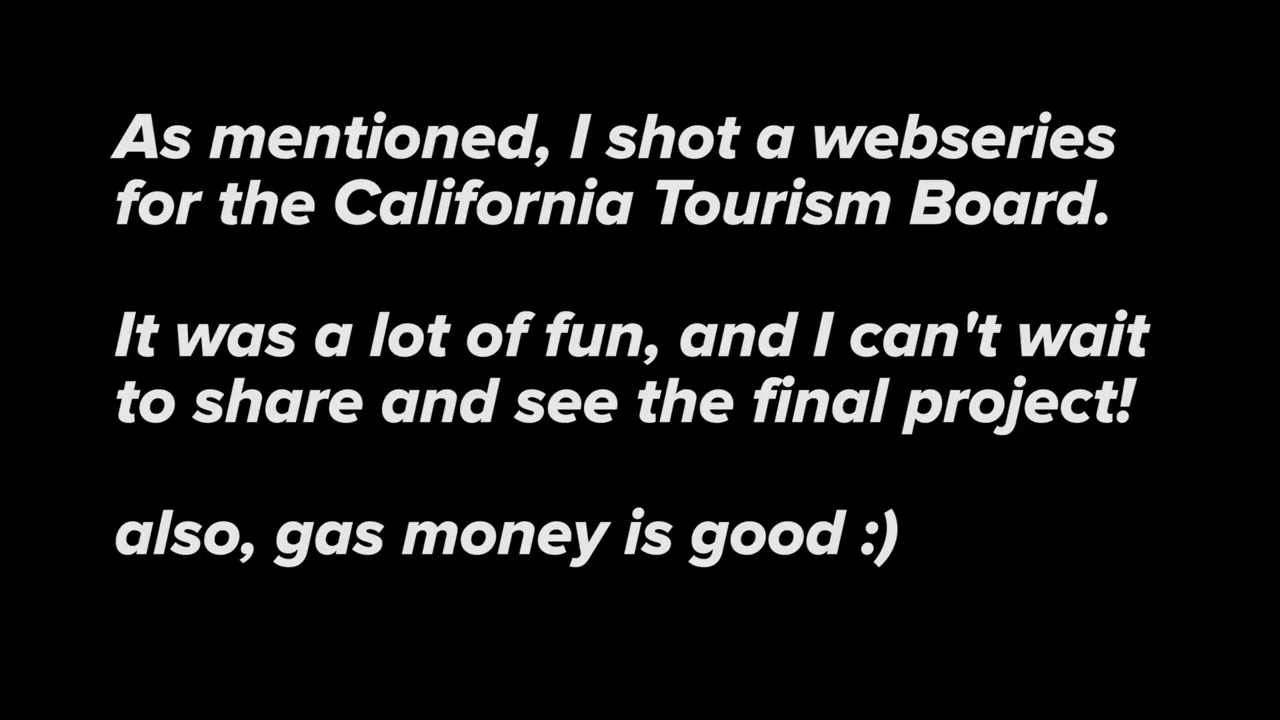 As mentioned, I shot a webseries
for the California Tourism Board.
It was a lot of fun, and I can't wait
to share and see the final project!
also, gas money is good :)